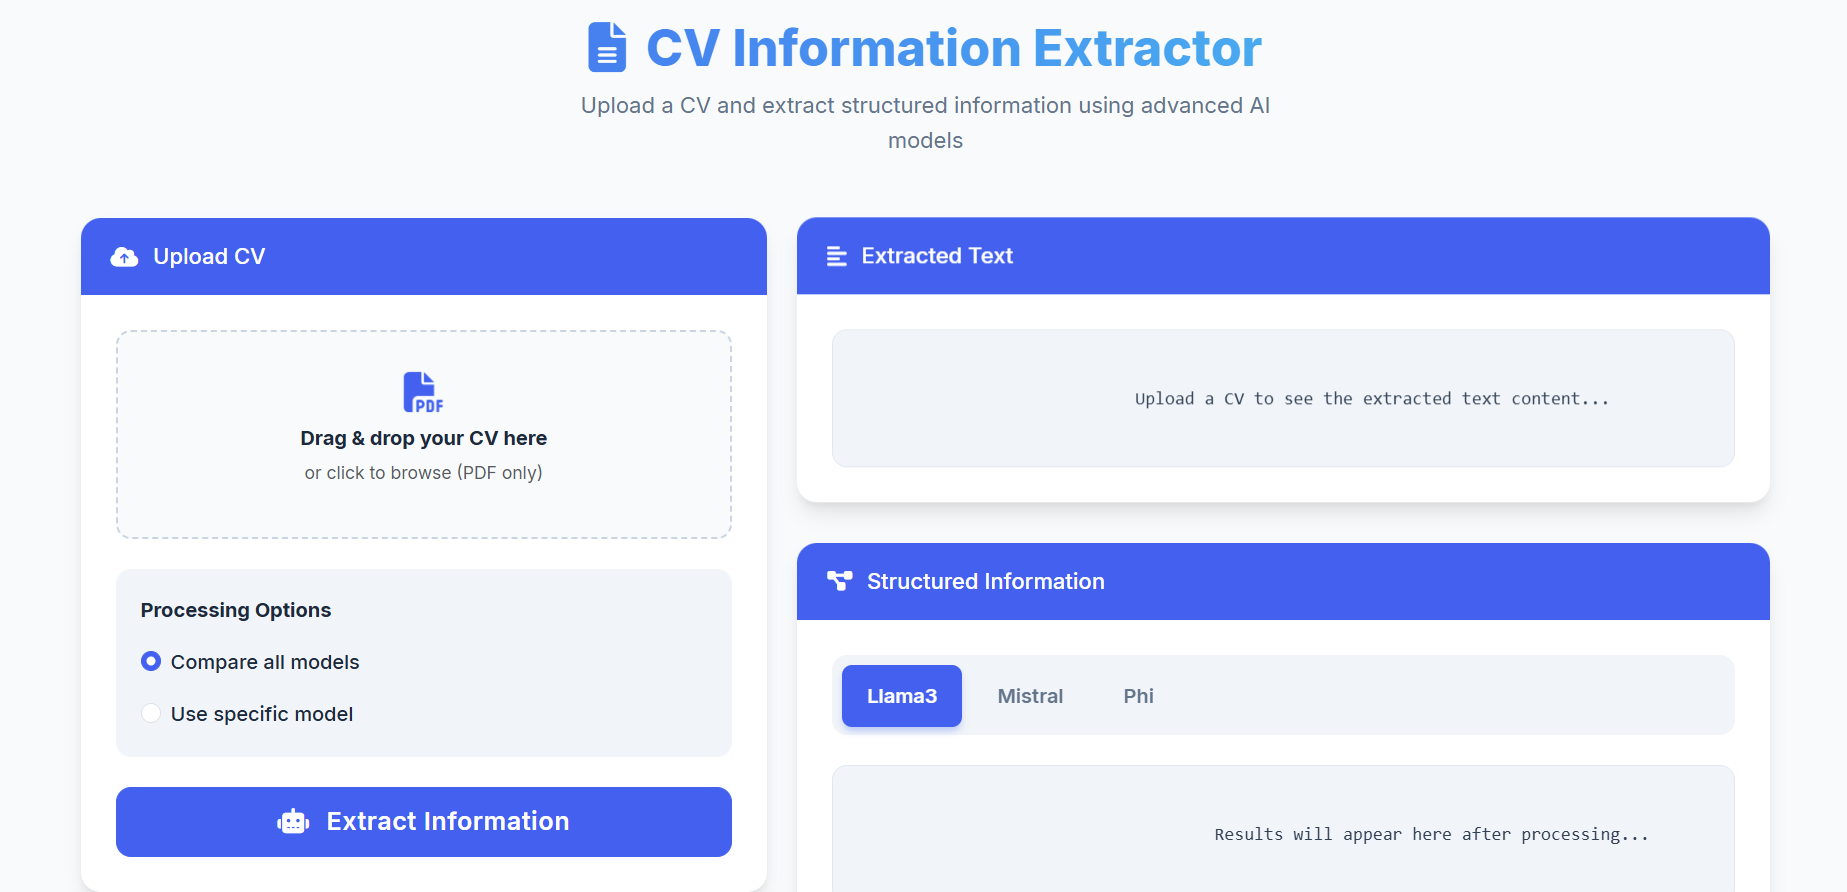 CV Information Extractor
Upload a CV and extract structured information using advanced AI
models
Upload CV
PDF
Drag & drop your CV here
or click to browse (PDF only)
Processing Options
Compare all models
Use specific model
Extract Information
Extracted Text
Upload a CV to see the extracted text content...
Structured Information
Llama3 Mistral Phi
Results will appear here after processing...